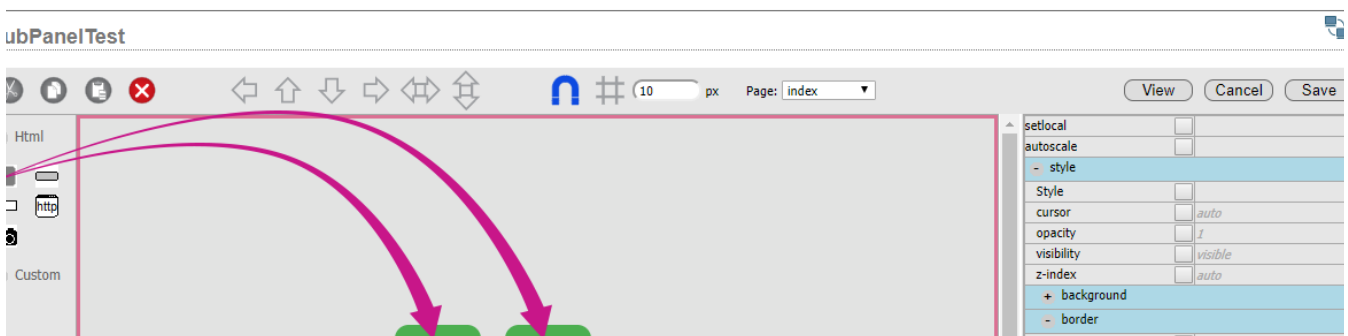 ubPanelTest
10 px Page: index View Cancel Save
Html
http
Custom
setlocal
autoscale
- style
Style
cursor auto
opacity 1
visibility visible
z-index auto
+ background
- border